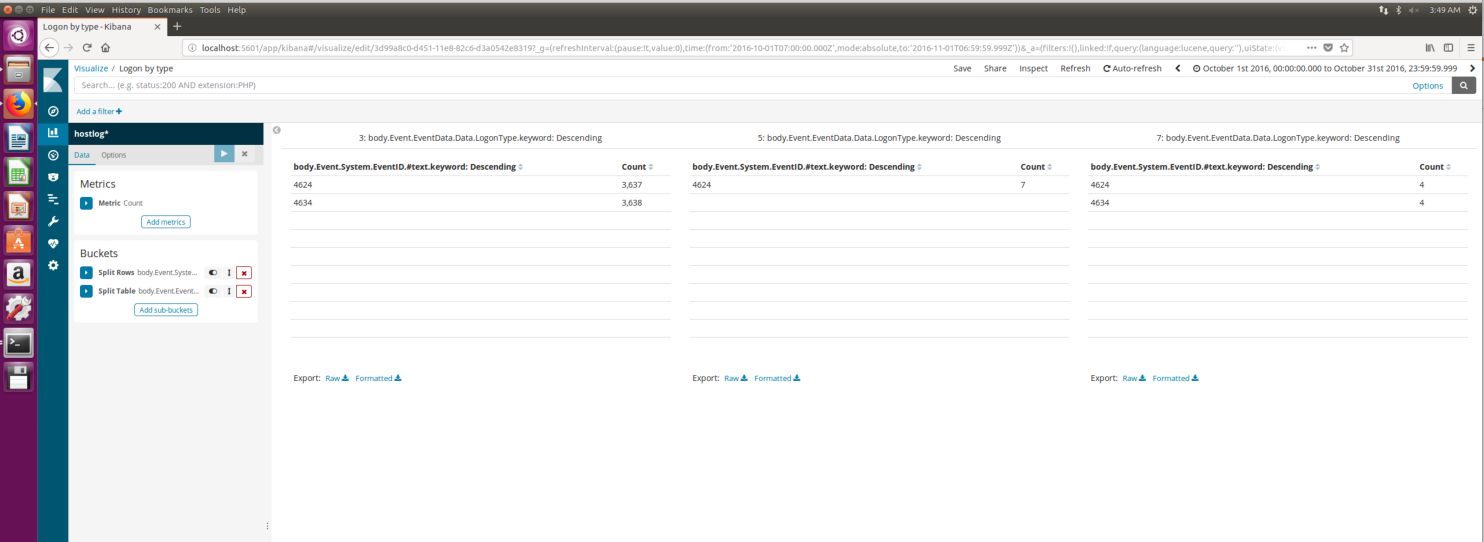 File Edit View History Bookmarks Tools Help
3:49 AM
Logon by type - Kibana
localhost:5601/app/kibana#/visualize/edit/3d99a8c0-d451-11e8-82c6-d3a0542e8319?_g=(refreshInterval:(pause:!t,value:0),time:(from:'2016-10-01T07:00:00.000Z',mode:absolute,to:'2016-11-01T06:59:59.999Z'))&_a=(filters:!(),linked:!f,query:(language:lucene,query:''),uiState:(vi
Visualize / Logon by type
Save Share Inspect Refresh Auto-refresh October 1st 2016, 00:00:00.000 to October 31st 2016, 23:59:59.999
Search... (e.g. status:200 AND extension:PHP)
Options
Add a filter
hostlog*
Data Options
Metrics
Metric Count
Add metrics
Buckets
Split Rows body.Event.Syste...
Split Table body.Event.Event...
Add sub-buckets
3: body.Event.EventData.Data.LogonType.keyword: Descending
body.Event.System.EventID.#text.keyword: Descending Count
4624 3,637
4634 3,638
Export: Raw Formatted
5: body.Event.EventData.Data.LogonType.keyword: Descending
body.Event.System.EventID.#text.keyword: Descending Count
4624 7
Export: Raw Formatted
7: body.Event.EventData.Data.LogonType.keyword: Descending
body.Event.System.EventID.#text.keyword: Descending Count
4624 4
4634 4
Export: Raw Formatted